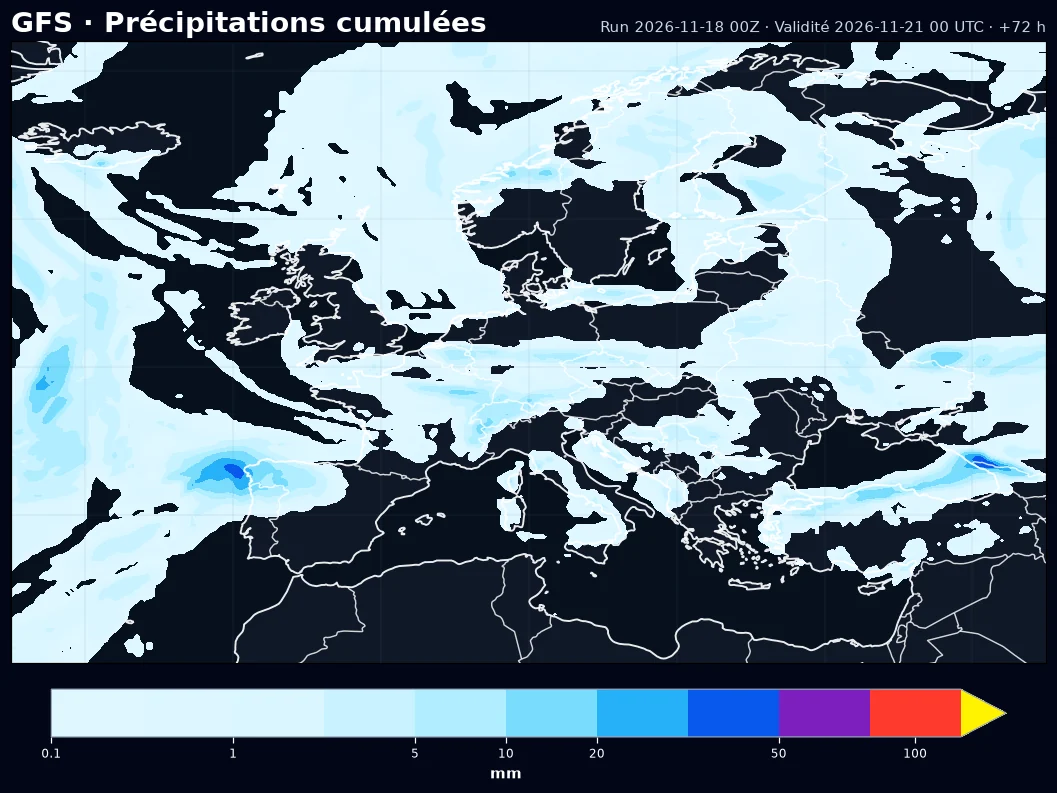 GFS · Précipitations cumulées
Run 2026-11-18 00Z · Validité 2026-11-21 00 UTC · +72 h
0.1 1 5 10 20 50 100
mm